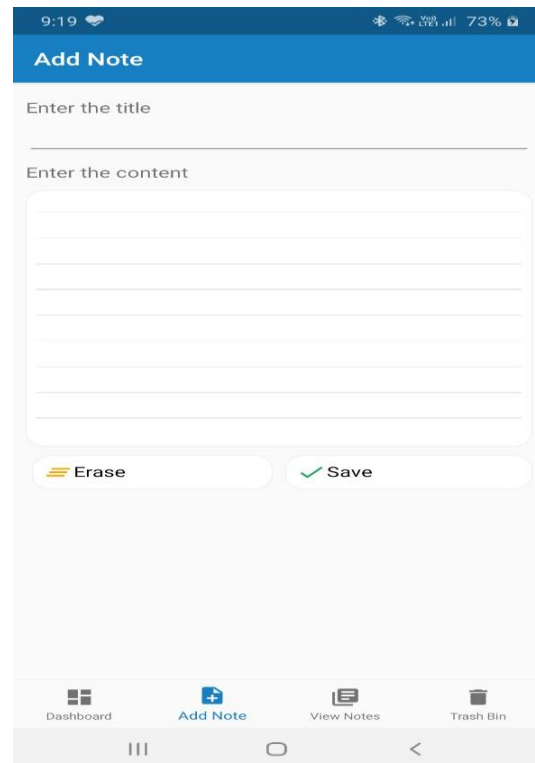 9:19
73%
Add Note
Enter the title
Enter the content
Erase
Save
Dashboard
Add Note
View Notes
Trash Bin